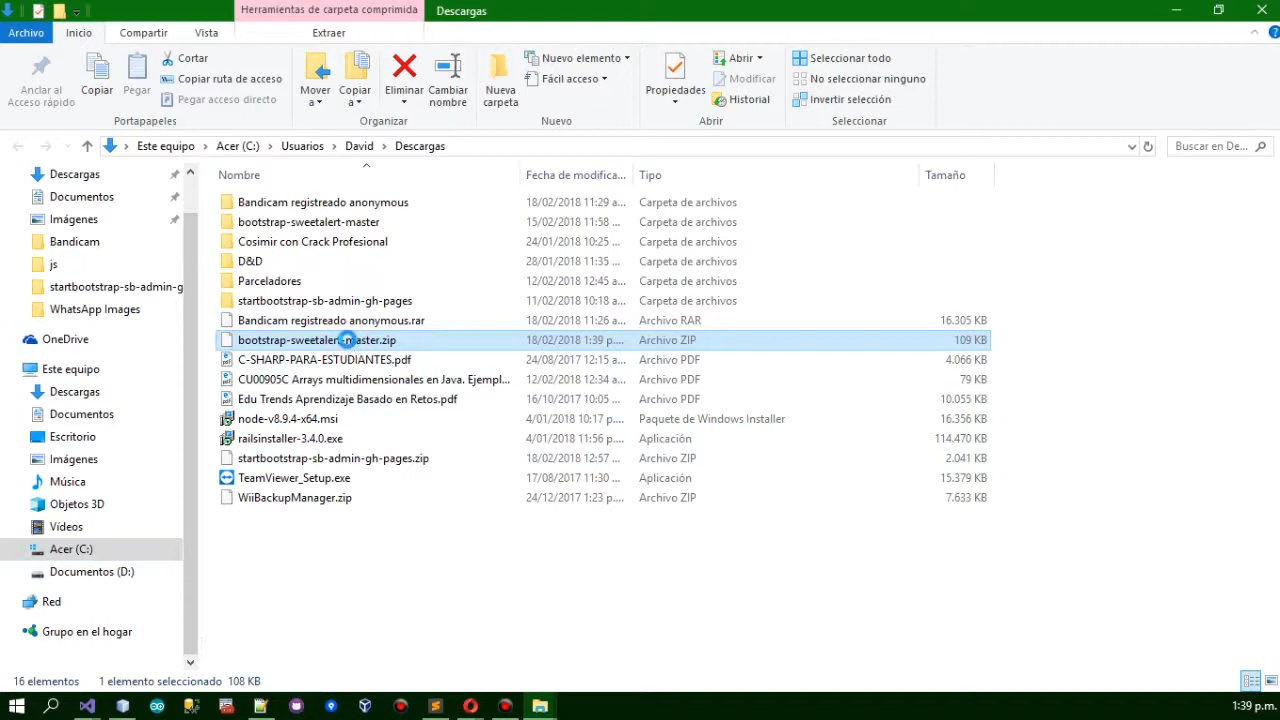 Herramientas de carpeta comprimida
Descargas
Archivo
Inicio
Compartir
Vista
Extraer
Anclar al
Acceso rápido
Copiar
Pegar
Cortar
Copiar ruta de acceso
Pegar acceso directo
Portapapeles
Mover
a
Copiar
a
Eliminar
Cambiar
nombre
Organizar
Nueva
carpeta
Nuevo elemento
Fácil acceso
Nuevo
Propiedades
Abrir
Modificar
Historial
Abrir
Seleccionar todo
No seleccionar ninguno
Invertir selección
Seleccionar
Este equipo > Acer (C:) > Usuarios > David > Descargas
Buscar en De...
Descargas
Documentos
Imágenes
Bandicam
js
startbootstrap-sb-admin-g
WhatsApp Images
OneDrive
Este equipo
Descargas
Documentos
Escritorio
Imágenes
Música
Objetos 3D
Vídeos
Acer (C:)
Documentos (D:)
Red
Grupo en el hogar
Nombre Fecha de modifica... Tipo Tamaño
Bandicam registreado anonymous 18/02/2018 11:29 a... Carpeta de archivos
bootstrap-sweetalert-master 15/02/2018 11:58 ... Carpeta de archivos
Cosimir con Crack Profesional 24/01/2018 10:25 ... Carpeta de archivos
D&D 28/01/2018 11:35 ... Carpeta de archivos
Parceladores 12/02/2018 12:45 a... Carpeta de archivos
startbootstrap-sb-admin-gh-pages 11/02/2018 10:18 a... Carpeta de archivos
Bandicam registreado anonymous.rar 18/02/2018 11:26 a... Archivo RAR 16.305 KB
bootstrap-sweetalert-master.zip 18/02/2018 1:39 p.... Archivo ZIP 109 KB
C-SHARP-PARA-ESTUDIANTES.pdf 24/08/2017 12:15 a... Archivo PDF 4.066 KB
CU00905C Arrays multidimensionales en Java. Ejempl... 12/02/2018 12:34 a... Archivo PDF 79 KB
Edu Trends Aprendizaje Basado en Retos.pdf 16/10/2017 10:05 ... Archivo PDF 10.055 KB
node-v8.9.4-x64.msi 4/01/2018 10:17 p.... Paquete de Windows Installer 16.356 KB
railsinstaller-3.4.0.exe 4/01/2018 11:56 p.... Aplicación 114.470 KB
startbootstrap-sb-admin-gh-pages.zip 18/02/2018 12:57 ... Archivo ZIP 2.041 KB
TeamViewer_Setup.exe 17/08/2017 11:30 ... Aplicación 15.379 KB
WiiBackupManager.zip 24/12/2017 1:23 p.... Archivo ZIP 7.633 KB
16 elementos 1 elemento seleccionado 108 KB
1:39 p.m.